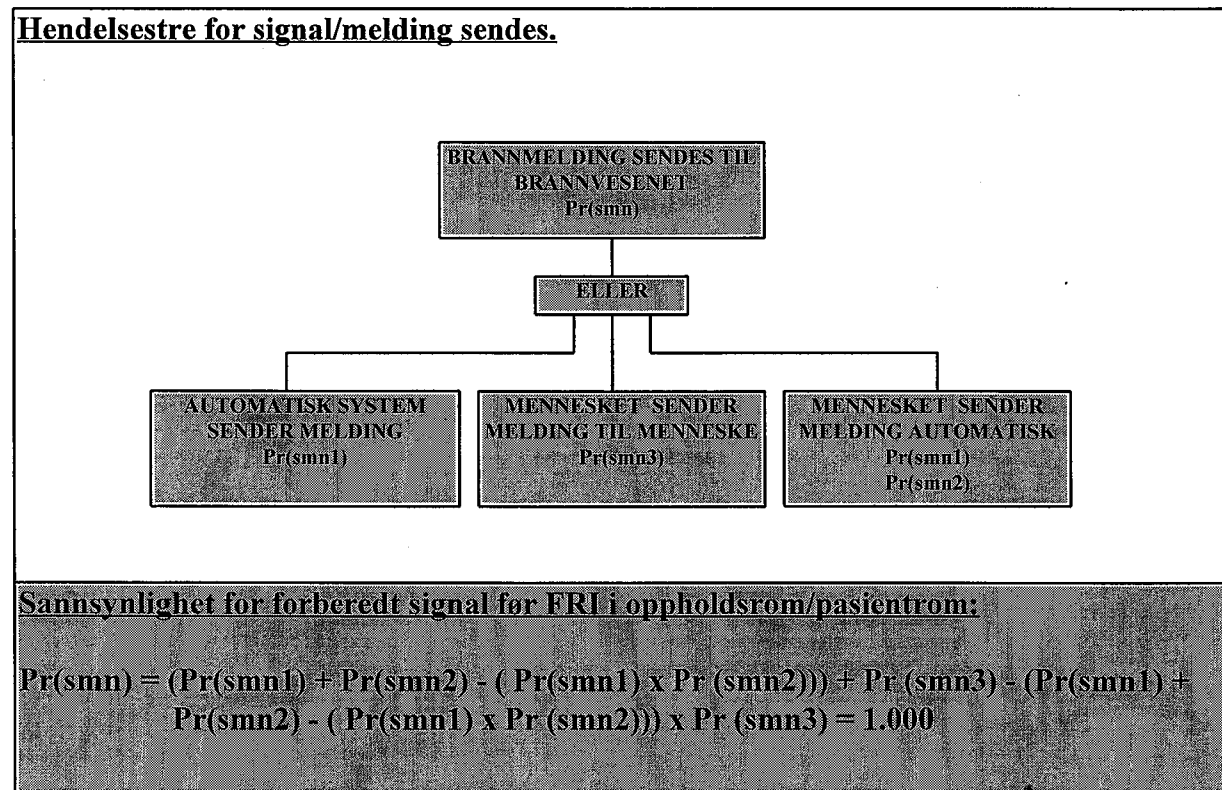 Hendelsestre for signal/melding sendes.
BRANNMELDING SENDES TIL
BRANNVESENET
Pr(smn)
ELLER
AUTOMATISK SYSTEM
SENDER MELDING
Pr(smn1)
MENNESKET SENDER
MELDING TIL MENNESKE
Pr(smn3)
MENNESKET SENDER
MELDING AUTOMATISK
Pr(smn1)
Pr(smn2)
Sannsynlighet for forberedt signal før FRI i oppholdsrom/pasientrom:
Pr(smn) = (Pr(smn1) + Pr(smn2) - ( Pr(smn1) x Pr (smn2))) + Pr (smn3) - (Pr(smn1) +
Pr(smn2) - ( Pr(smn1) x Pr (smn2))) x Pr (smn3) = 1.000